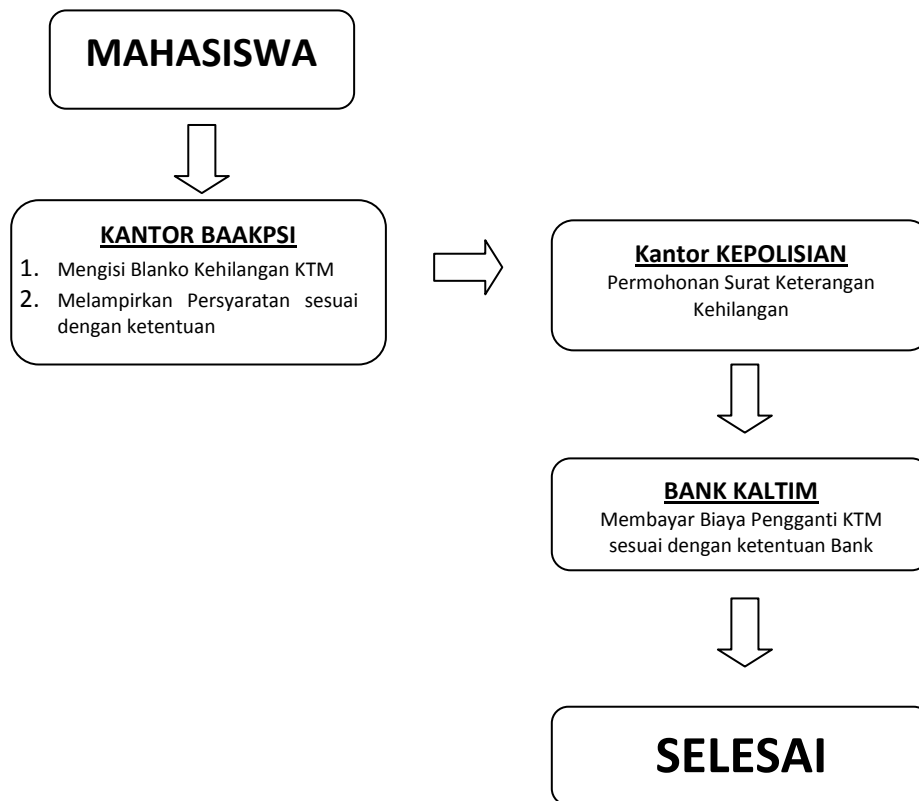 MAHASISWA
KANTOR BAAKPSI
1. Mengisi Blanko Kehilangan KTM
2. Melampirkan Persyaratan sesuai
dengan ketentuan
Kantor KEPOLISIAN
Permohonan Surat Keterangan
Kehilangan
BANK KALTIM
Membayar Biaya Pengganti KTM
sesuai dengan ketentuan Bank
SELESAI